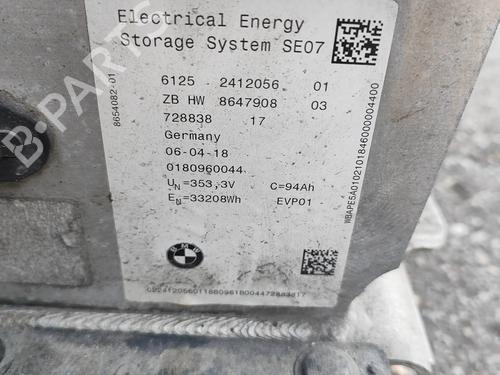 Electrical Energy
Storage System SE07
6125 2412056 01
ZB HW 8647908 03
728838 17
Germany
06-04-18
0180960044
UN=353,3V C=94Ah
EN=33208Wh EVP01
BMW
8654082-01
B-PARTS